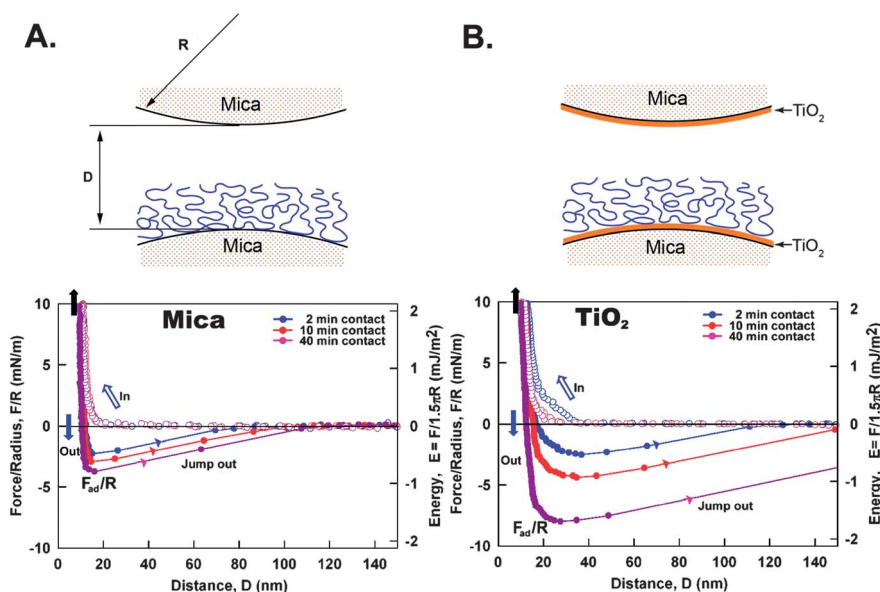 A.
R
Mica
D
Mica
Mica
2 min contact
10 min contact
40 min contact
In
Out
Jump out
F_ad/R
Force/Radius, F/R (mN/m)
10
5
0
-5
-10
Energy, E= F/1.5πR (mJ/m²)
2
1
0
-1
-2
0 20 40 60 80 100 120 140
Distance, D (nm)
B.
Mica
TiO₂
Mica
TiO₂
TiO₂
2 min contact
10 min contact
40 min contact
In
Out
Jump out
F_ad/R
Force/Radius, F/R (mN/m)
10
5
0
-5
-10
Energy, E= F/1.5πR (mJ/m²)
2
1
0
-1
-2
0 20 40 60 80 100 120 140
Distance, D (nm)